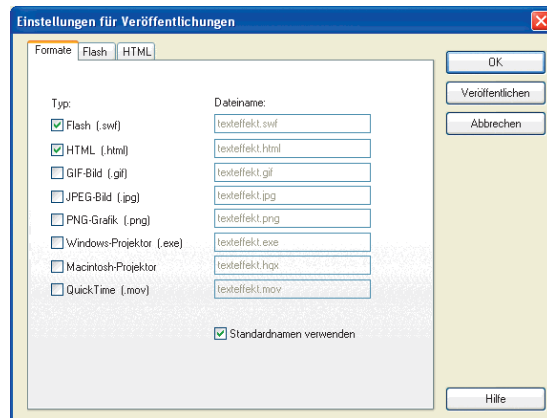 Einstellungen für Veröffentlichungen
Formate Flash HTML
OK
Veröffentlichen
Abbrechen
Typ: Dateiname:
Flash (.swf) texteffekt.swf
HTML (.html) texteffekt.html
GIF-Bild (.gif) texteffekt.gif
JPEG-Bild (.jpg) texteffekt.jpg
PNG-Grafik (.png) texteffekt.png
Windows-Projektor (.exe) texteffekt.exe
Macintosh-Projektor texteffekt.hqx
QuickTime (.mov) texteffekt.mov
Standardnamen verwenden
Hilfe